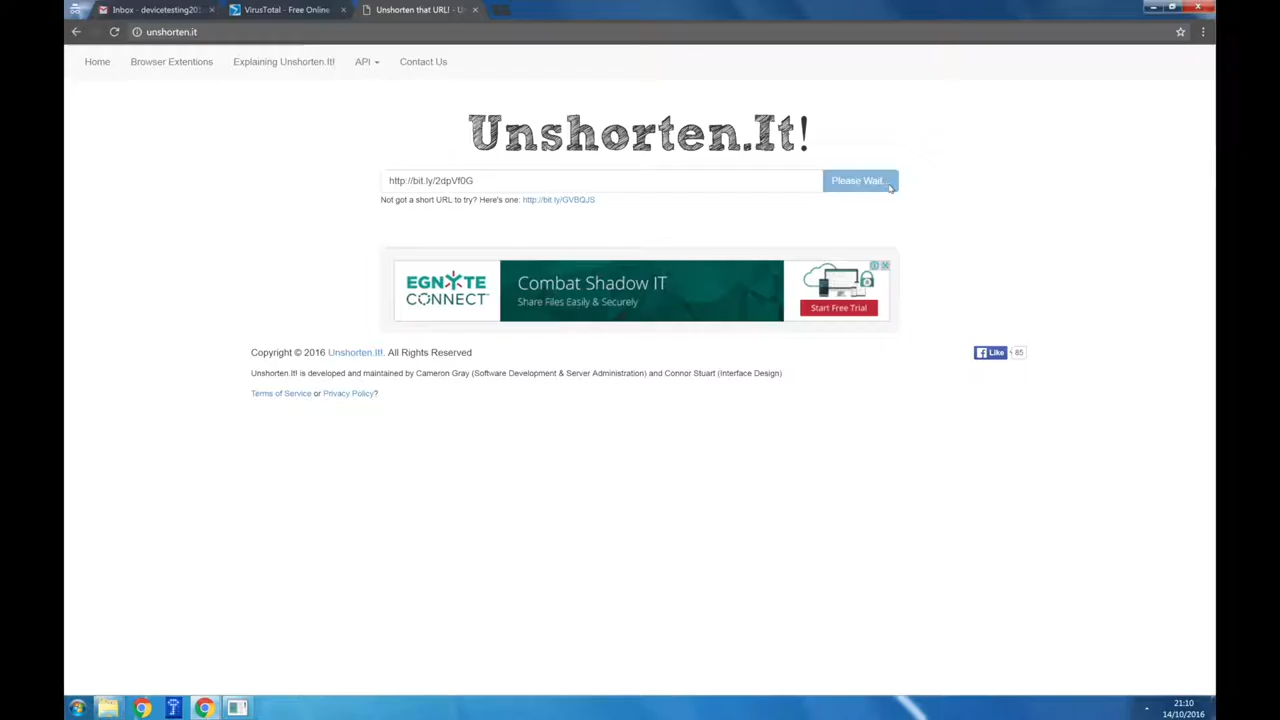 Inbox - devicetesting201
VirusTotal - Free Online
Unshorten that URL! - U
unshorten.it
Home
Browser Extentions
Explaining Unshorten.It!
API
Contact Us
Unshorten.It!
http://bit.ly/2dpVf0G
Please Wait...
Not got a short URL to try? Here's one: http://bit.ly/GVBQJS
EGNYTE
CONNECT
Combat Shadow IT
Share Files Easily & Securely
Start Free Trial
Copyright © 2016 Unshorten.It!. All Rights Reserved
Like
85
Unshorten.It! is developed and maintained by Cameron Gray (Software Development & Server Administration) and Connor Stuart (Interface Design)
Terms of Service or Privacy Policy?
21:10
14/10/2016